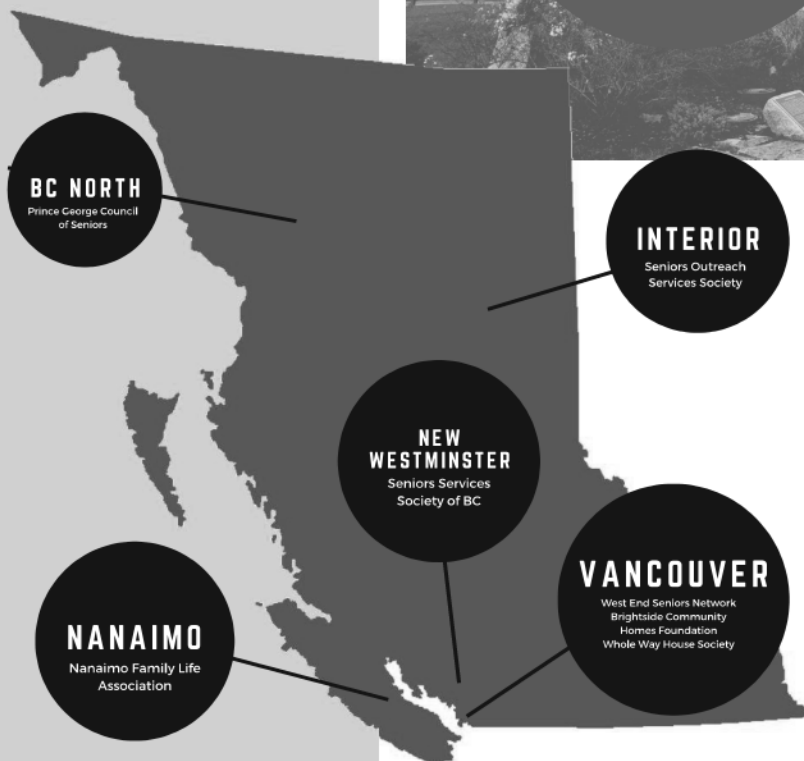 BC NORTH
Prince George Council
of Seniors
INTERIOR
Seniors Outreach
Services Society
NEW
WESTMINSTER
Seniors Services
Society of BC
VANCOUVER
West End Seniors Network
Brightside Community
Homes Foundation
Whole Way House Society
NANAIMO
Nanaimo Family Life
Association